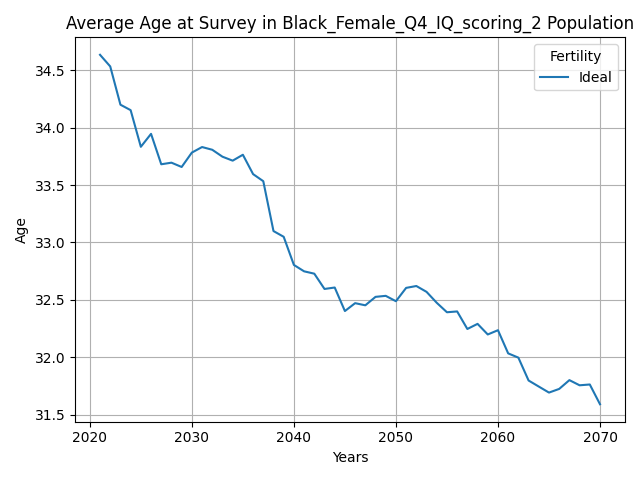 Average Age at Survey in Black_Female_Q4_IQ_scoring_2 Population
Fertility
Ideal
34.5
34.0
33.5
33.0
32.5
32.0
31.5
Age
2020 2030 2040 2050 2060 2070
Years